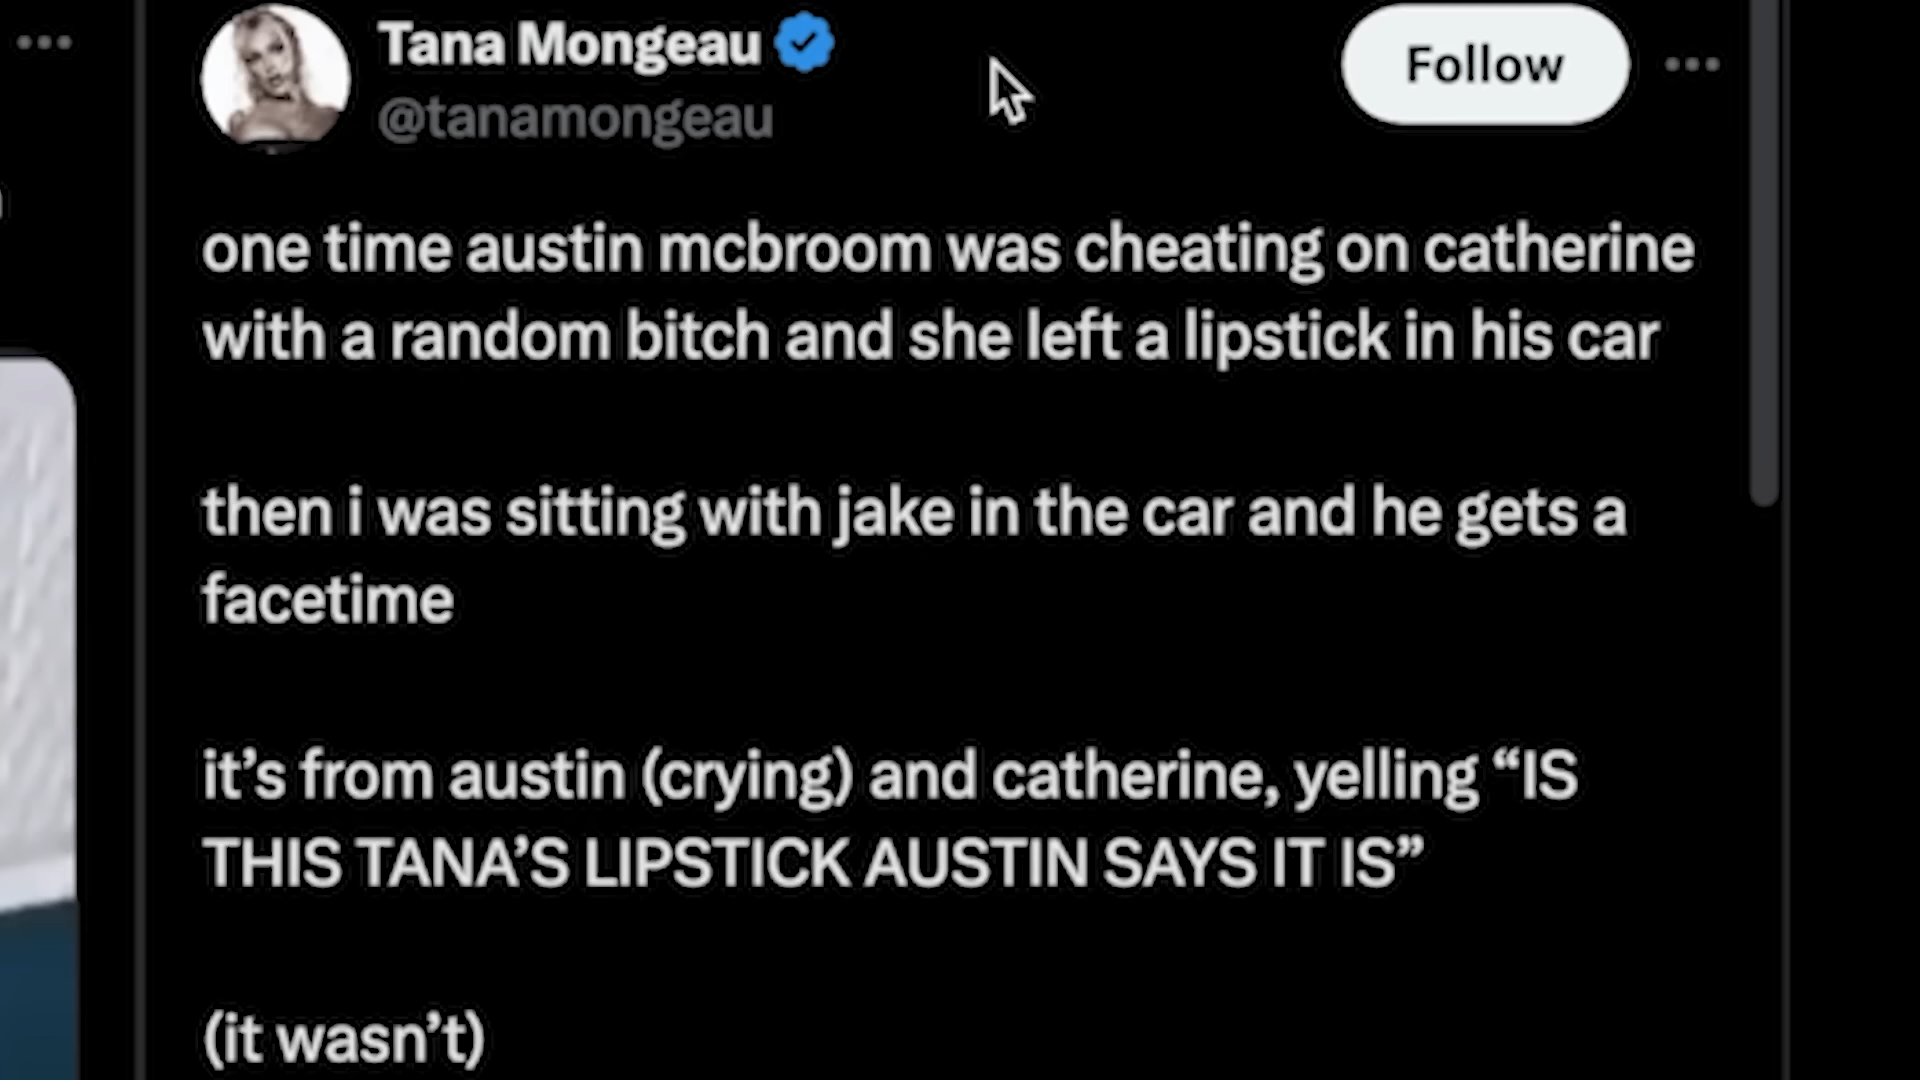 Tana Mongeau
Follow
@tanamongeau
one time austin mcbroom was cheating on catherine
with a random bitch and she left a lipstick in his car
then i was sitting with jake in the car and he gets a
facetime
it’s from austin (crying) and catherine, yelling “IS
THIS TANA’S LIPSTICK AUSTIN SAYS IT IS”
(it wasn’t)